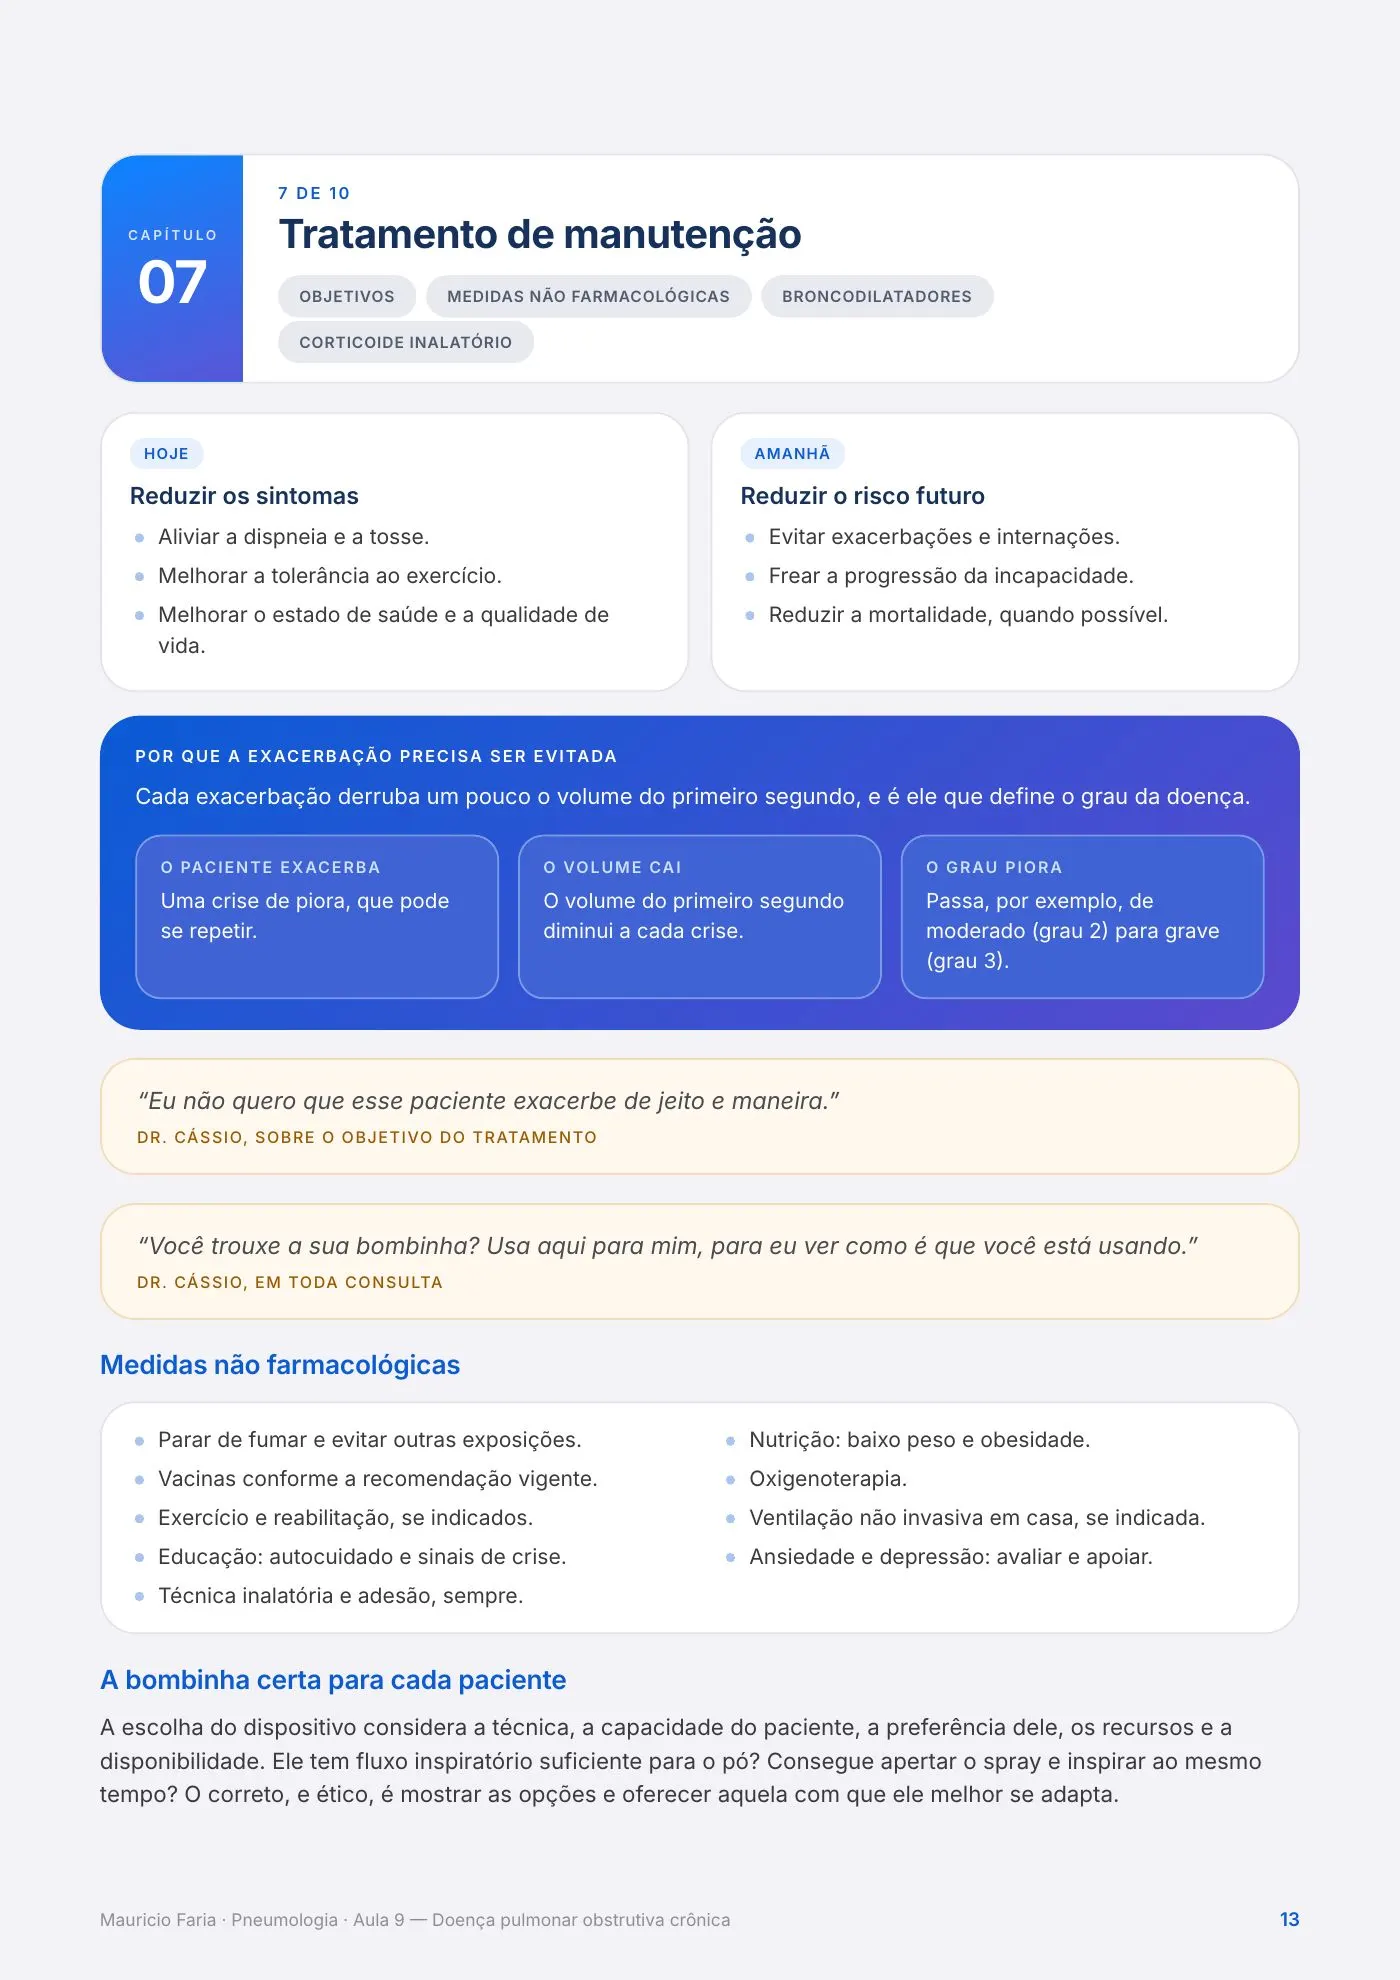 CAPÍTULO
07
7 DE 10
Tratamento de manutenção
OBJETIVOS
MEDIDAS NÃO FARMACOLÓGICAS
BRONCODILATADORES
CORTICOIDE INALATÓRIO
HOJE
Reduzir os sintomas
Aliviar a dispneia e a tosse.
Melhorar a tolerância ao exercício.
Melhorar o estado de saúde e a qualidade de
vida.
AMANHÃ
Reduzir o risco futuro
Evitar exacerbações e internações.
Frear a progressão da incapacidade.
Reduzir a mortalidade, quando possível.
POR QUE A EXACERBAÇÃO PRECISA SER EVITADA
Cada exacerbação derruba um pouco o volume do primeiro segundo, e é ele que define o grau da doença.
O PACIENTE EXACERBA
Uma crise de piora, que pode
se repetir.
O VOLUME CAI
O volume do primeiro segundo
diminui a cada crise.
O GRAU PIORA
Passa, por exemplo, de
moderado (grau 2) para grave
(grau 3).
“Eu não quero que esse paciente exacerbe de jeito e maneira.”
DR. CÁSSIO, SOBRE O OBJETIVO DO TRATAMENTO
“Você trouxe a sua bombinha? Usa aqui para mim, para eu ver como é que você está usando.”
DR. CÁSSIO, EM TODA CONSULTA
Medidas não farmacológicas
Parar de fumar e evitar outras exposições.
Vacinas conforme a recomendação vigente.
Exercício e reabilitação, se indicados.
Educação: autocuidado e sinais de crise.
Técnica inalatória e adesão, sempre.
Nutrição: baixo peso e obesidade.
Oxigenoterapia.
Ventilação não invasiva em casa, se indicada.
Ansiedade e depressão: avaliar e apoiar.
A bombinha certa para cada paciente
A escolha do dispositivo considera a técnica, a capacidade do paciente, a preferência dele, os recursos e a
disponibilidade. Ele tem fluxo inspiratório suficiente para o pó? Consegue apertar o spray e inspirar ao mesmo
tempo? O correto, e ético, é mostrar as opções e oferecer aquela com que ele melhor se adapta.
Mauricio Faria · Pneumologia · Aula 9 — Doença pulmonar obstrutiva crônica
13